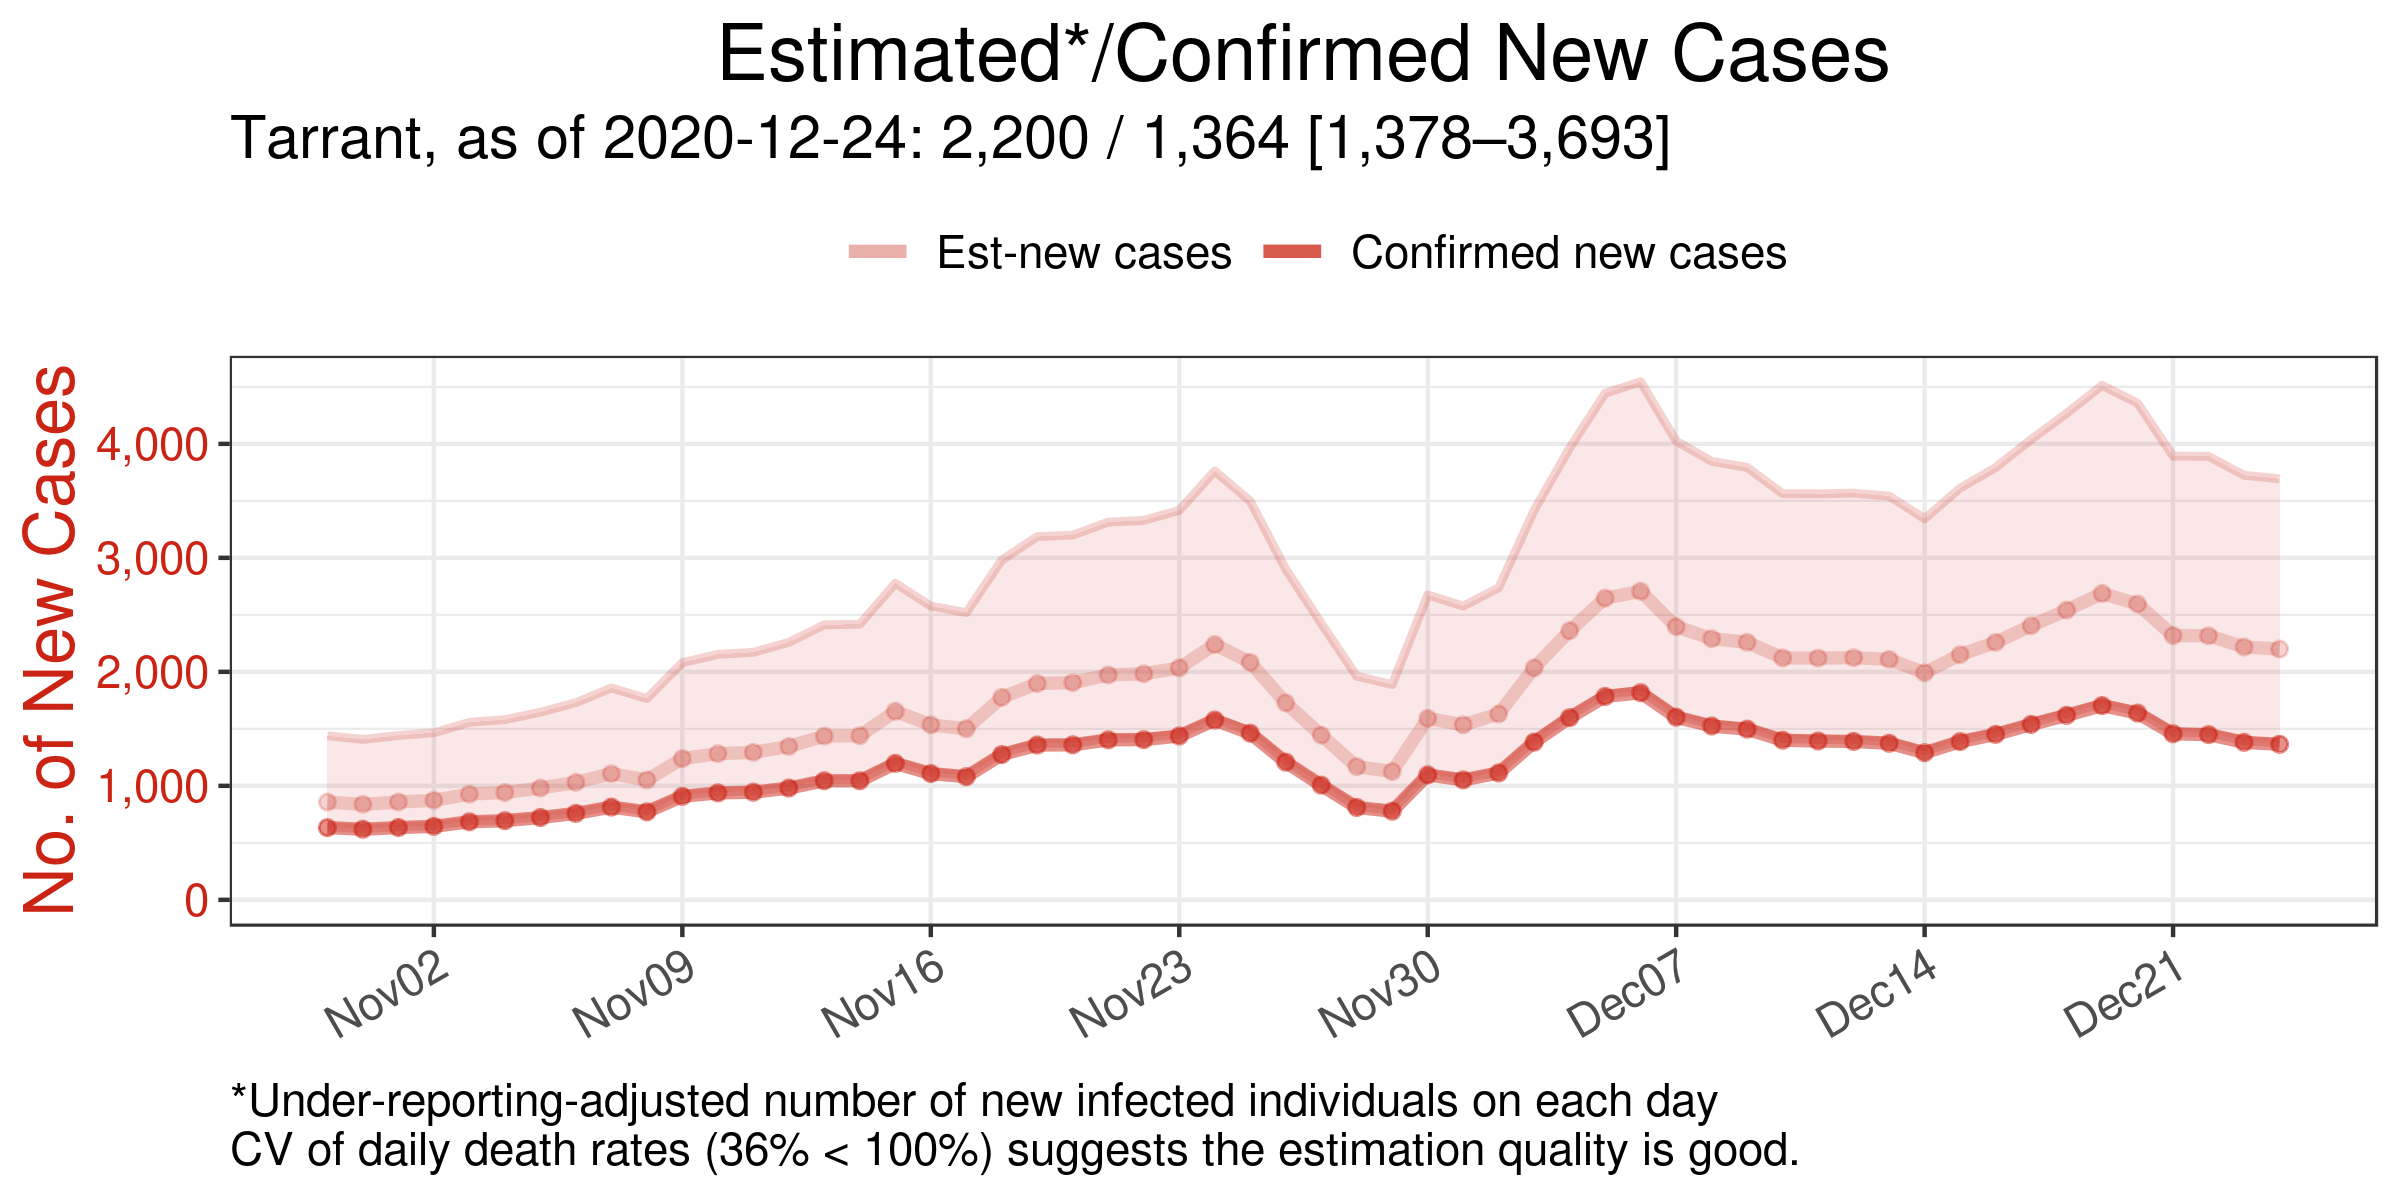 Estimated*/Confirmed New Cases
Tarrant, as of 2020-12-24: 2,200 / 1,364 [1,378–3,693]
Est-new cases
Confirmed new cases
No. of New Cases
4,000
3,000
2,000
1,000
0
Nov02
Nov09
Nov16
Nov23
Nov30
Dec07
Dec14
Dec21
*Under-reporting-adjusted number of new infected individuals on each day
CV of daily death rates (36% < 100%) suggests the estimation quality is good.